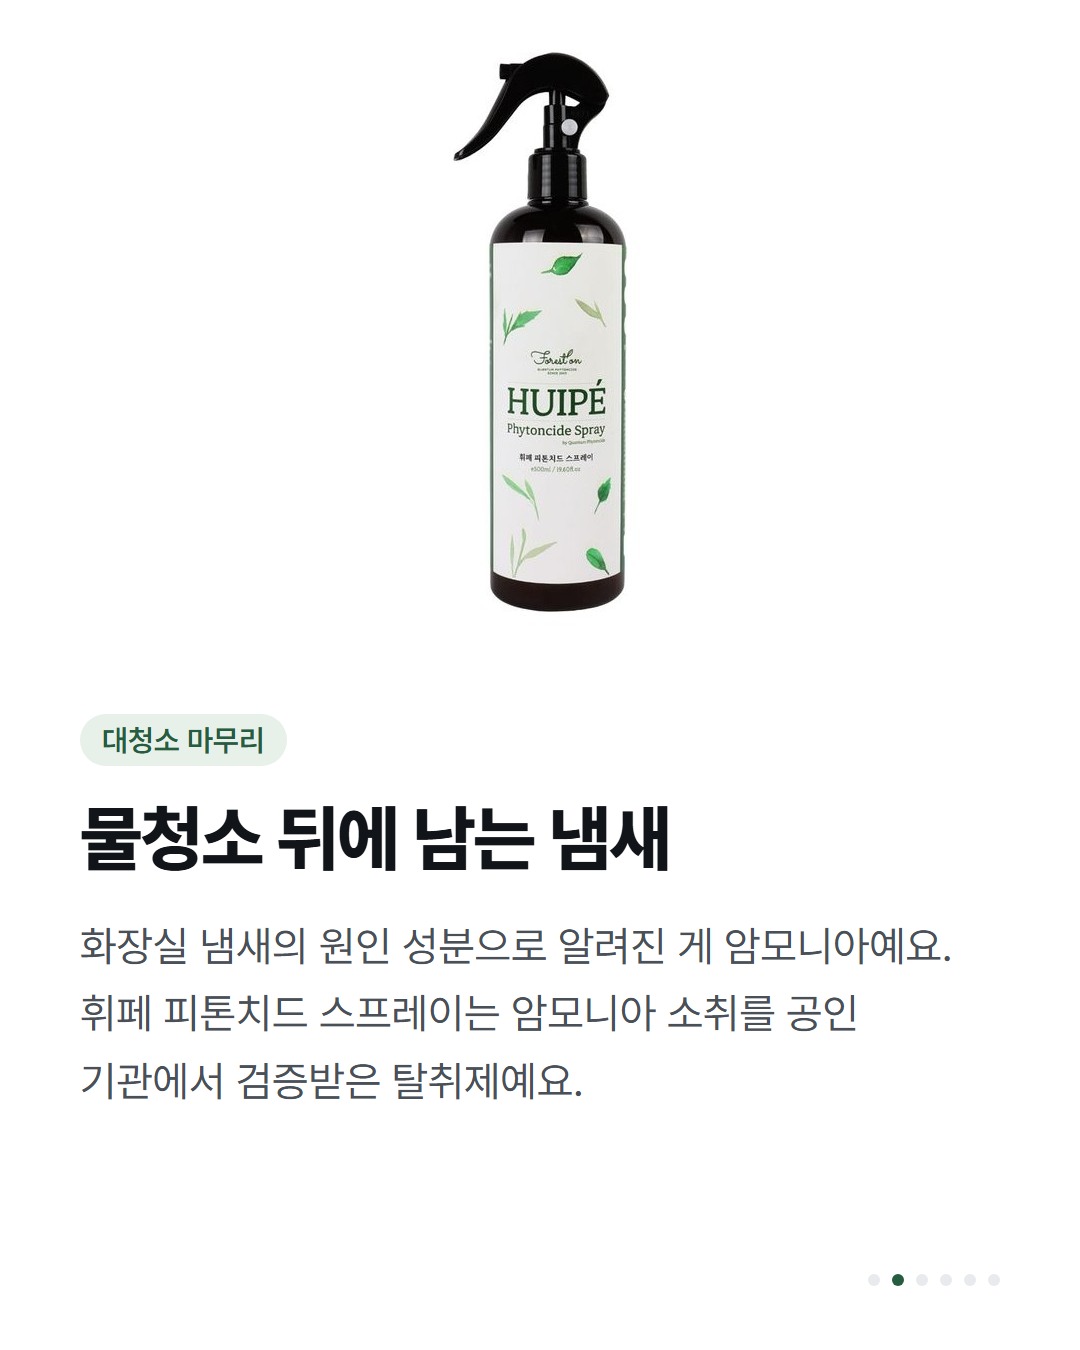 Forest'on
HUIPÉ
Phytoncide Spray
by Quantum Phytoncide
휘페 피톤치드 스프레이
대청소 마무리
물청소 뒤에 남는 냄새
화장실 냄새의 원인 성분으로 알려진 게 암모니아예요.
휘페 피톤치드 스프레이는 암모니아 소취를 공인
기관에서 검증받은 탈취제예요.